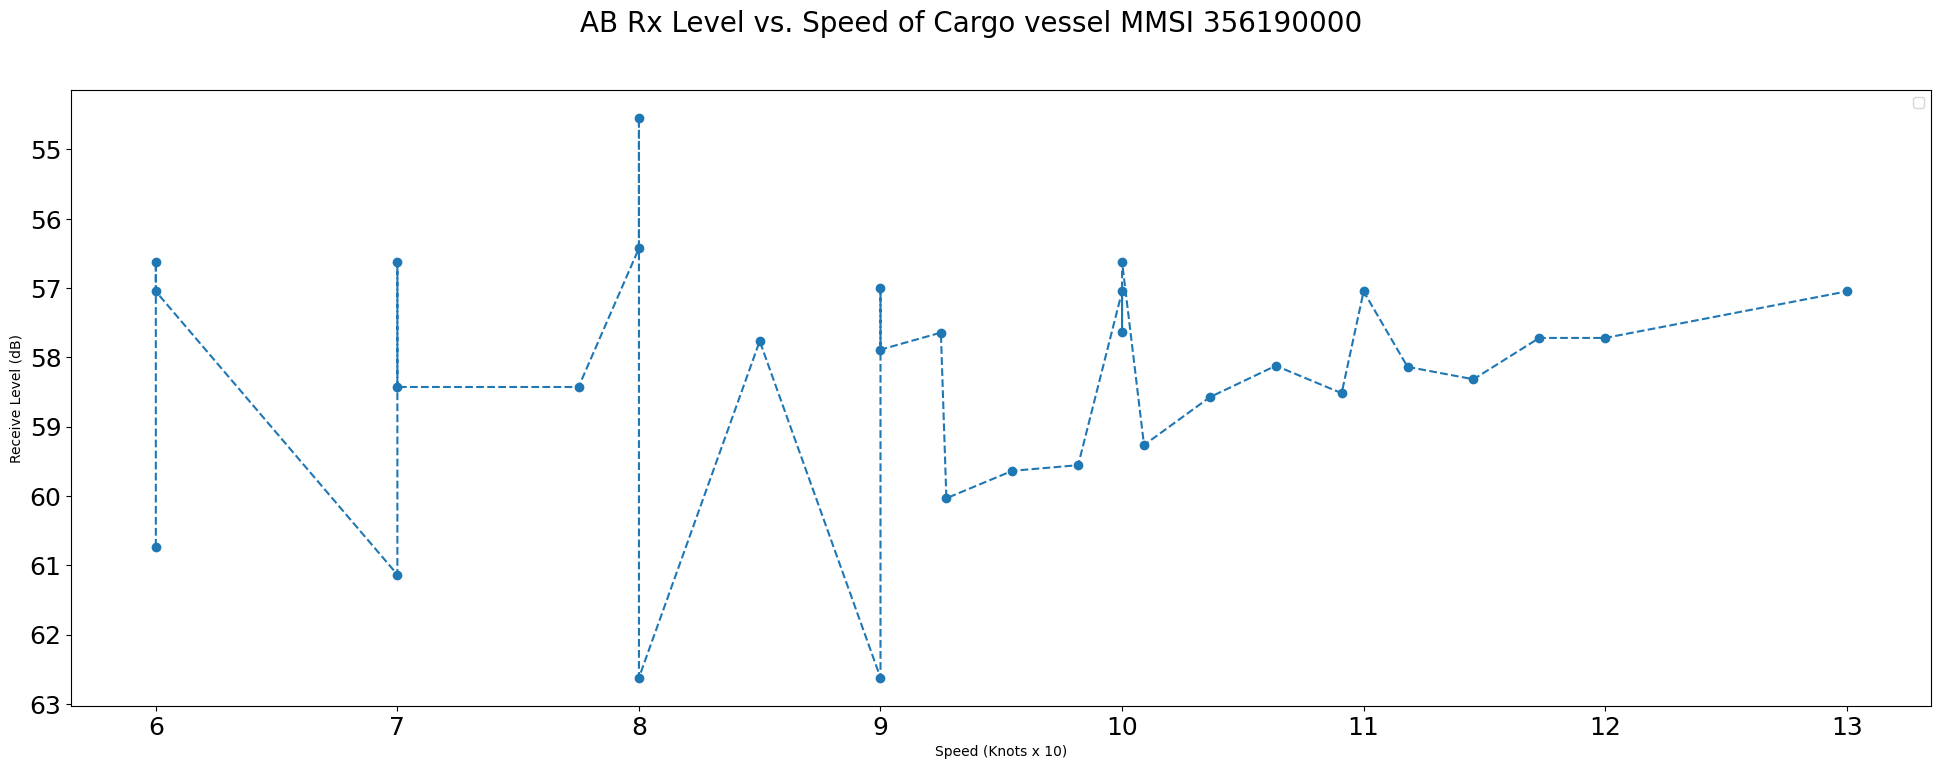 AB Rx Level vs. Speed of Cargo vessel MMSI 356190000
55
56
57
58
59
60
61
62
63
Receive Level (dB)
6 7 8 9 10 11 12 13
Speed (Knots x 10)